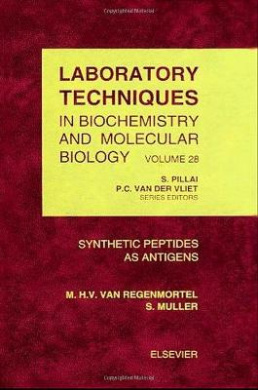 LABORATORY
TECHNIQUES
IN BIOCHEMISTRY
AND MOLECULAR
BIOLOGY VOLUME 28
S. PILLAI
P.C. VAN DER VLIET
SERIES EDITORS
SYNTHETIC PEPTIDES
AS ANTIGENS
M.H.V. VAN REGENMORTEL
S. MULLER
ELSEVIER